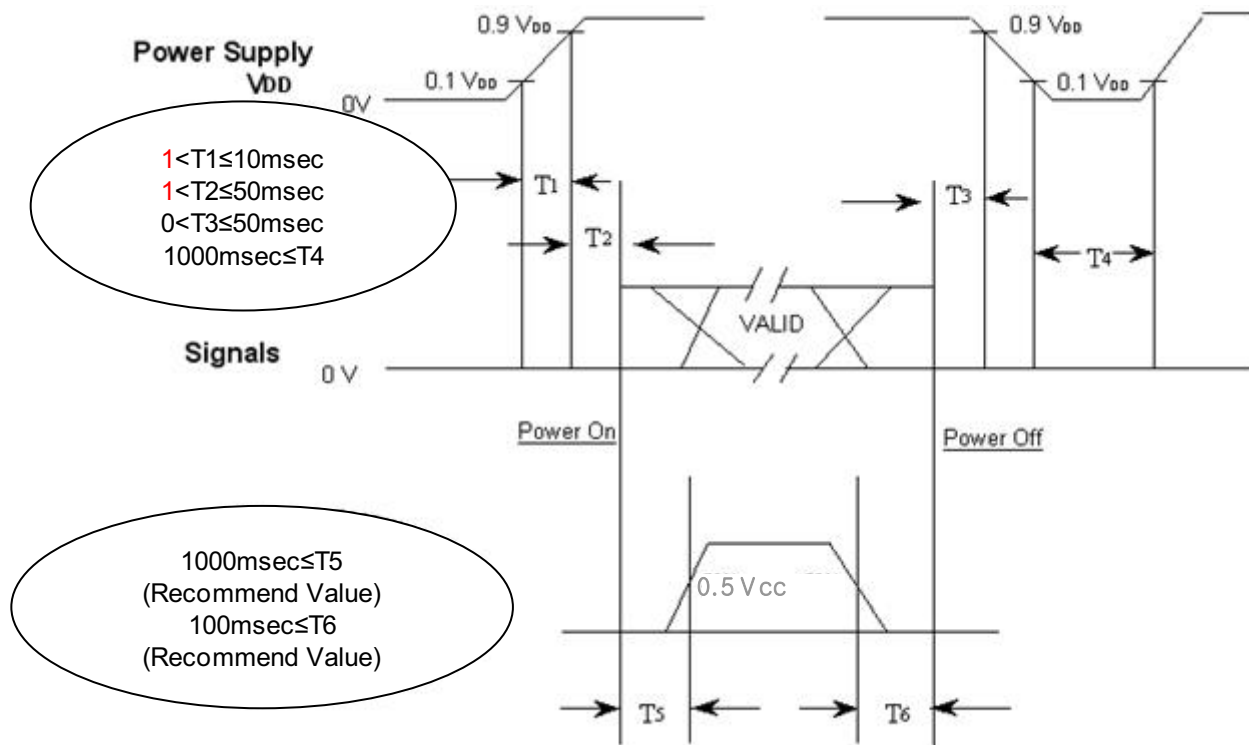 0.9 VDD
0.9 VDD
Power Supply
VDD
0.1 VDD
0.1 VDD
0V
1<T1≤10msec
1<T2≤50msec
0<T3≤50msec
1000msec≤T4
T1
T3
T2
T4
VALID
Signals
0 V
Power On
Power Off
1000msec≤T5
(Recommend Value)
100msec≤T6
(Recommend Value)
0.5 Vcc
T5
T6